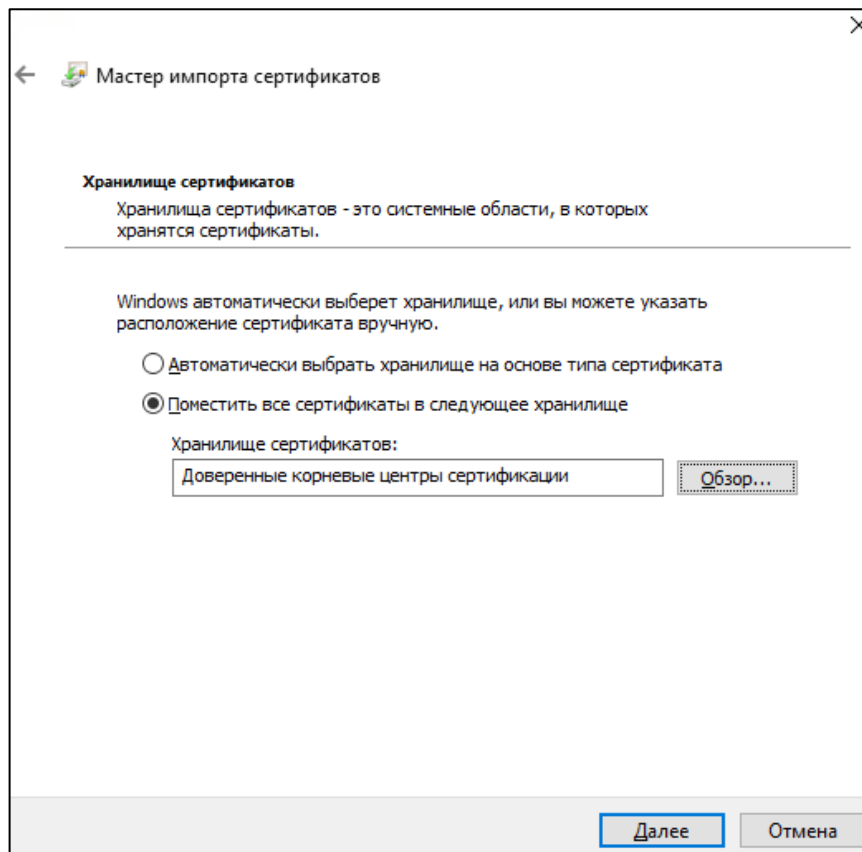 Мастер импорта сертификатов
Хранилище сертификатов
Хранилища сертификатов - это системные области, в которых
хранятся сертификаты.
Windows автоматически выберет хранилище, или вы можете указать
расположение сертификата вручную.
Автоматически выбрать хранилище на основе типа сертификата
Поместить все сертификаты в следующее хранилище
Хранилище сертификатов:
Доверенные корневые центры сертификации
Обзор...
Далее
Отмена